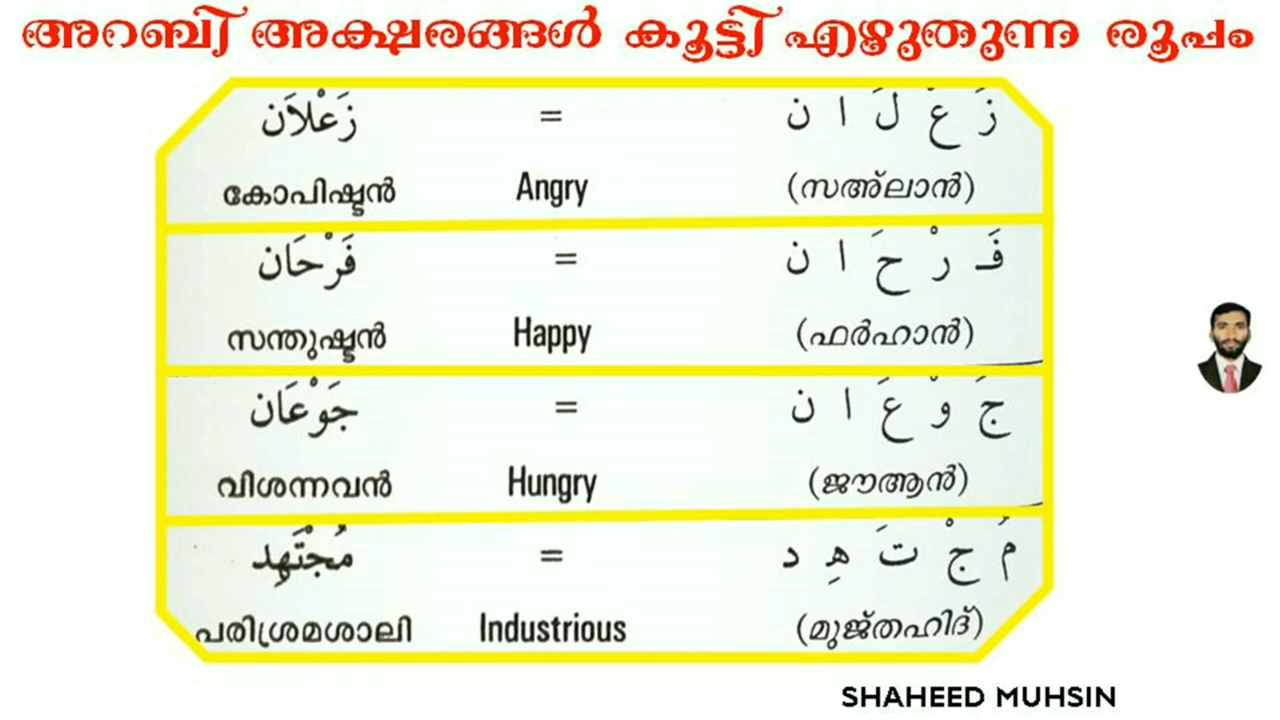 അറബി അക്ഷരങ്ങൾ കൂട്ടി എഴുതുന്ന രൂപം
زَعْلاَن = زَ عْ لَ ا ن
കോപിഷ്ടൻ Angry (സഅ്ലാൻ)
فَرْحَان = فَ رْ حَ ا ن
സന്തുഷ്ടൻ Happy (ഫർഹാൻ)
جَوْعَان = جَ وْ عَ ا ن
വിശന്നവൻ Hungry (ജൗആൻ)
مُجْتَهِد = مُ جْ تَ هِ د
പരിശ്രമശാലി Industrious (മുജ്തഹിദ്)
SHAHEED MUHSIN